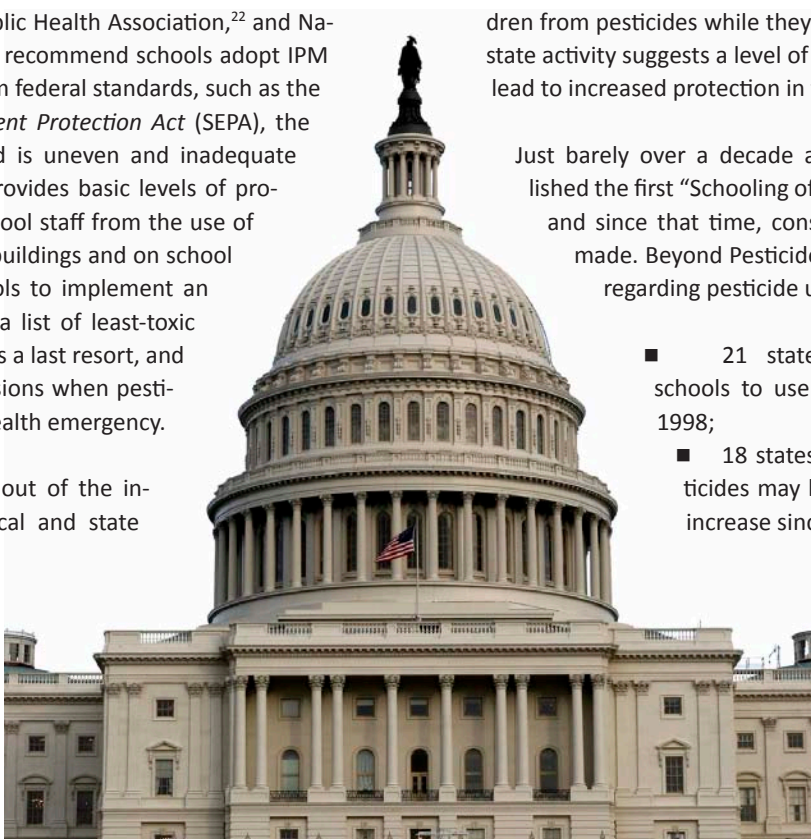 blic Health Association,22 and Na-
recommend schools adopt IPM
m federal standards, such as the
ent Protection Act (SEPA), the
d is uneven and inadequate
rovides basic levels of pro-
ool staff from the use of
buildings and on school
ols to implement an
a list of least-toxic
s a last resort, and
sions when pesti-
ealth emergency.
out of the in-
cal and state
dren from pesticides while they
state activity suggests a level of
lead to increased protection in
Just barely over a decade a
lished the first “Schooling of
and since that time, cons
made. Beyond Pesticide
regarding pesticide u
■ 21 state
schools to use
1998;
■ 18 states
ticides may b
increase sinc